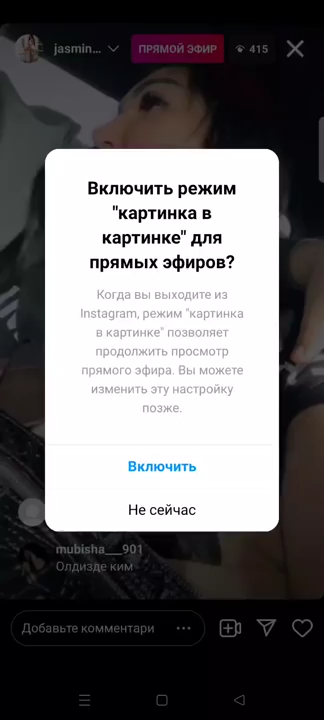 jasmin...
ПРЯМОЙ ЭФИР
415
Включить режим
"картинка в
картинке" для
прямых эфиров?
Когда вы выходите из
Instagram, режим "картинка
в картинке" позволяет
продолжить просмотр
прямого эфира. Вы можете
изменить эту настройку
позже.
Включить
Не сейчас
mubisha___901
Олдизде ким
Добавьте комментари